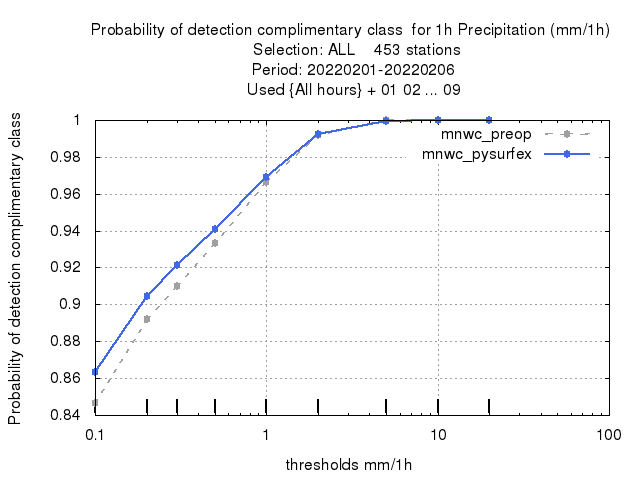 Probability of detection complimentary class  for 1h Precipitation (mm/1h)
Selection: ALL    453 stations
Period: 20220201-20220206
Used {All hours} + 01 02 ... 09
Probability of detection complimentary class
1
0.98
0.96
0.94
0.92
0.9
0.88
0.86
0.84
mnwc_preop
mnwc_pysurfex
0.1 1 10 100
thresholds mm/1h